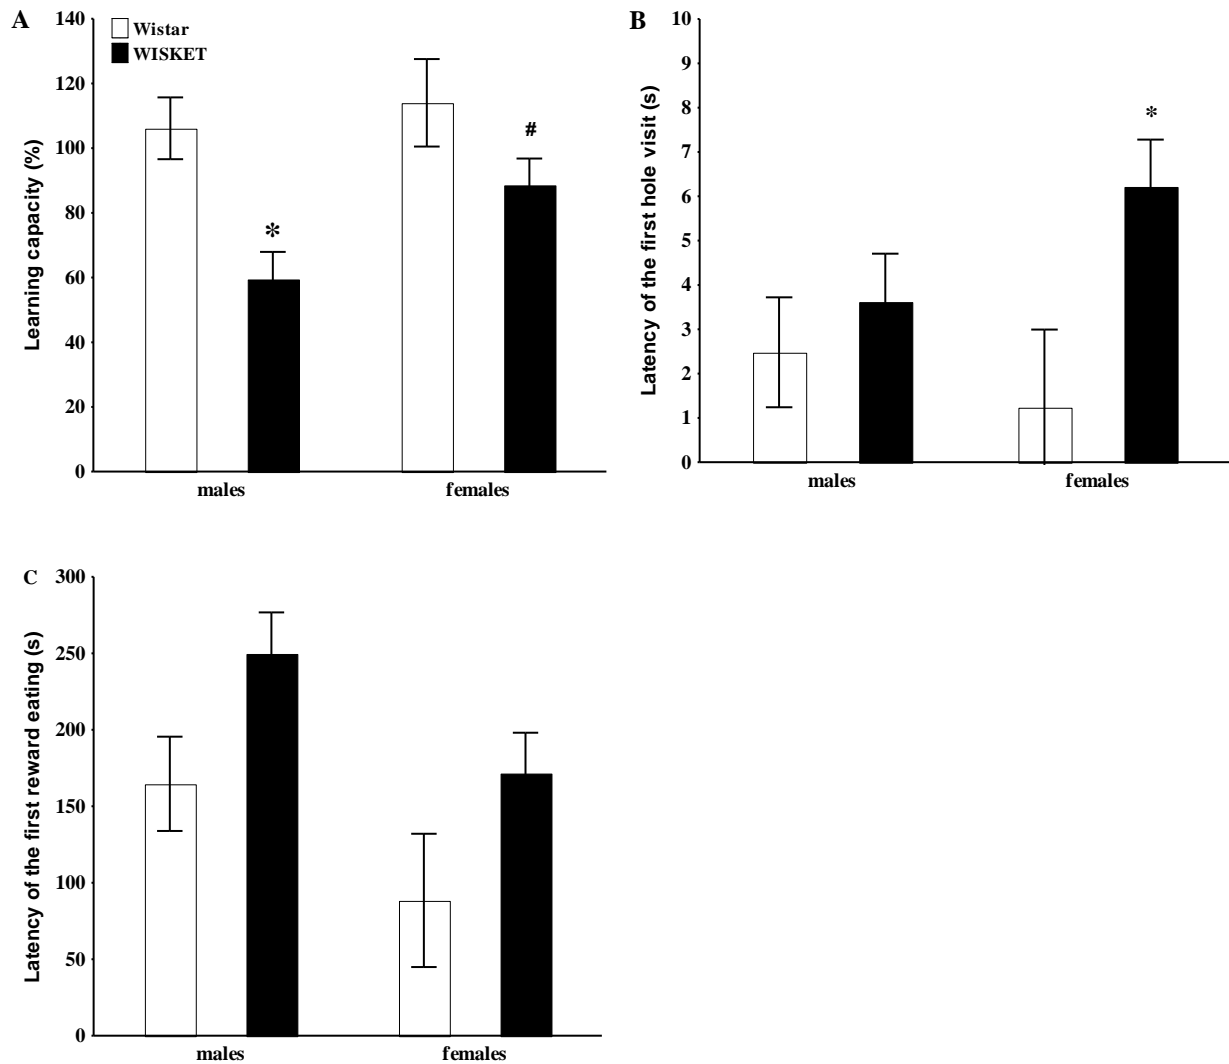 A
Wistar
WISKET
Learning capacity (%)
140
120
100
80
60
40
20
0
*
#
males
females
B
Latency of the first hole visit (s)
10
9
8
7
6
5
4
3
2
1
0
*
males
females
C
Latency of the first reward eating (s)
300
250
200
150
100
50
0
males
females